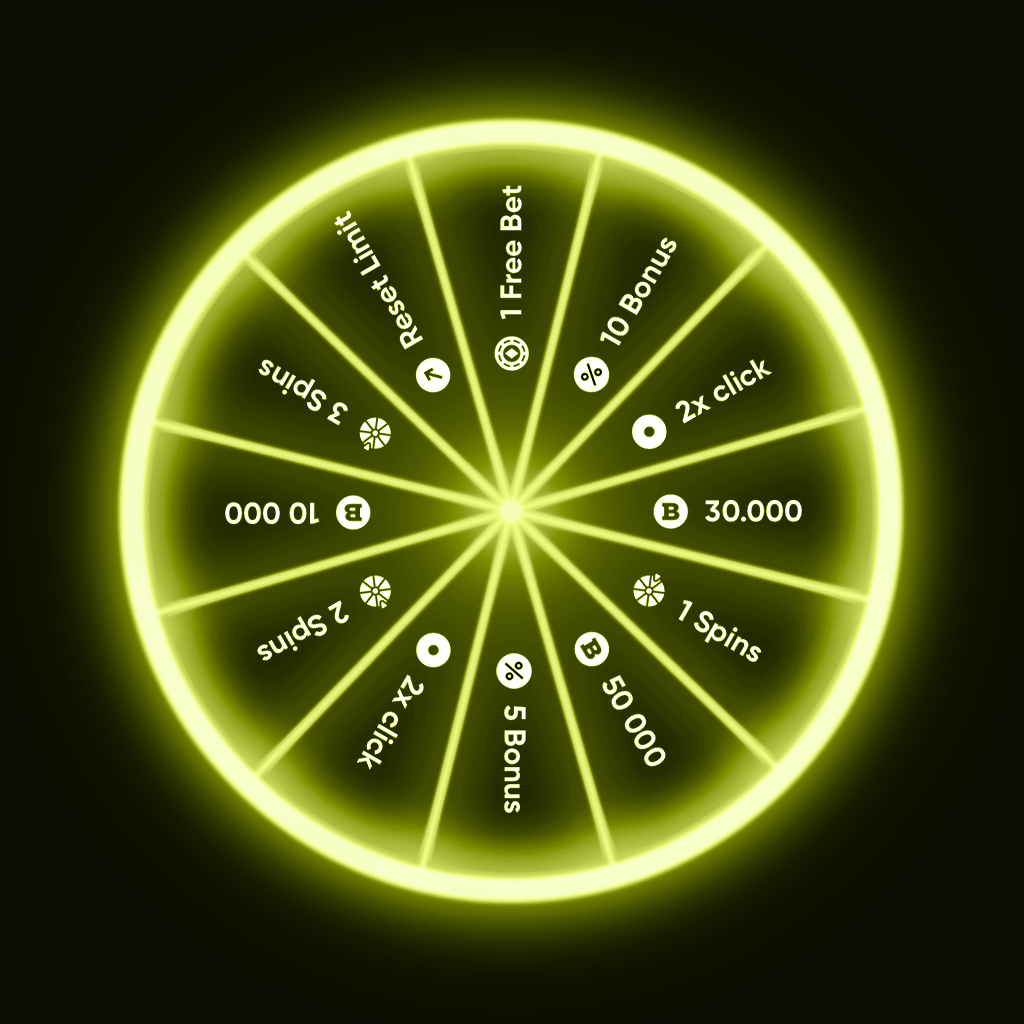 1 Free Bet
10 Bonus
2x click
30.000
1 Spins
50 000
5 Bonus
2x click
2 Spins
10 000
3 Spins
Reset Limit